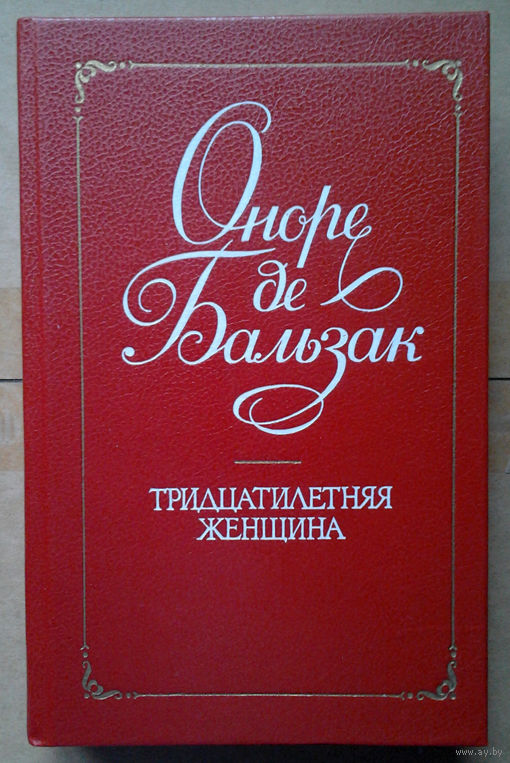 Оноре
де
Бальзак
ТРИДЦАТИЛЕТНЯЯ
ЖЕНЩИНА
www.ay.by